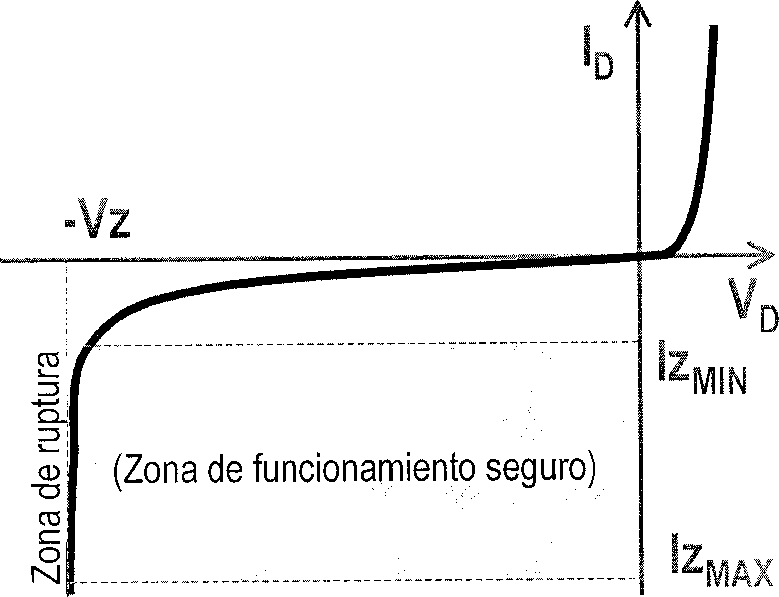 I_D
-Vz
V_D
Iz_MIN
Zona de ruptura
(Zona de funcionamiento seguro)
Iz_MAX